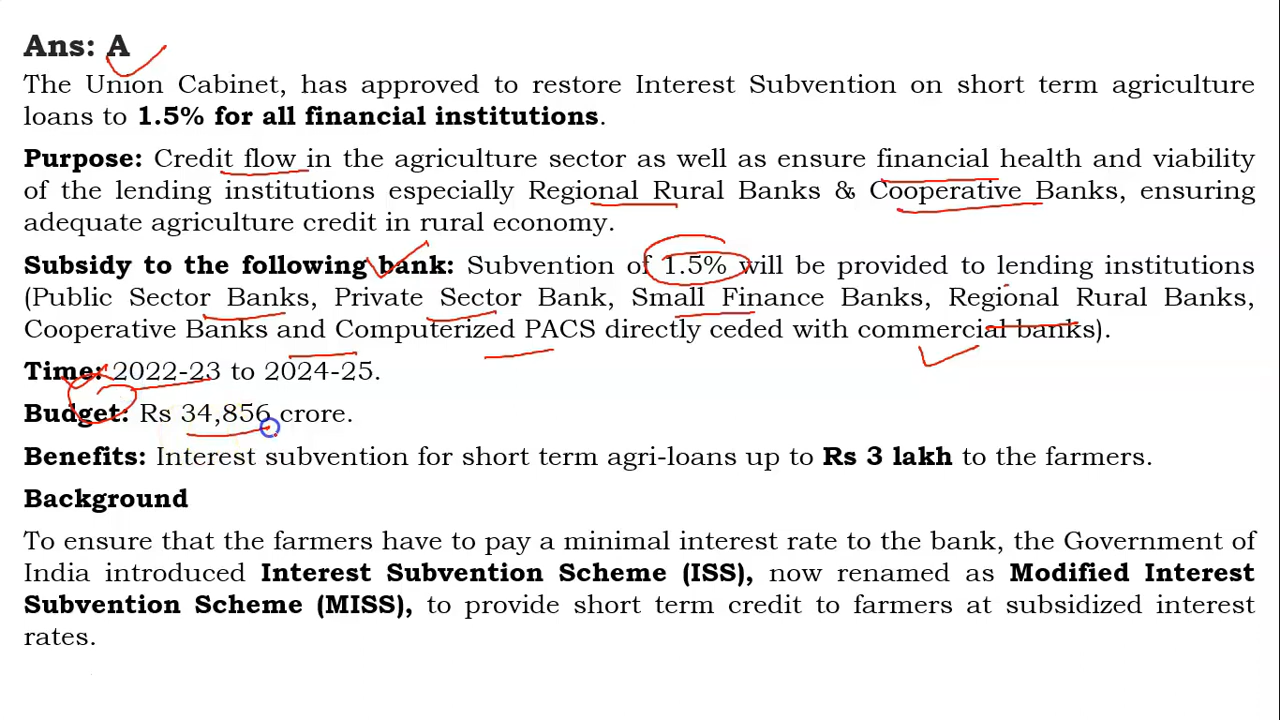 Ans: A
The Union Cabinet, has approved to restore Interest Subvention on short term agriculture
loans to 1.5% for all financial institutions.
Purpose: Credit flow in the agriculture sector as well as ensure financial health and viability
of the lending institutions especially Regional Rural Banks & Cooperative Banks, ensuring
adequate agriculture credit in rural economy.
Subsidy to the following bank: Subvention of 1.5% will be provided to lending institutions
(Public Sector Banks, Private Sector Bank, Small Finance Banks, Regional Rural Banks,
Cooperative Banks and Computerized PACS directly ceded with commercial banks).
Time: 2022-23 to 2024-25.
Budget: Rs 34,856 crore.
Benefits: Interest subvention for short term agri-loans up to Rs 3 lakh to the farmers.
Background
To ensure that the farmers have to pay a minimal interest rate to the bank, the Government of
India introduced Interest Subvention Scheme (ISS), now renamed as Modified Interest
Subvention Scheme (MISS), to provide short term credit to farmers at subsidized interest
rates.